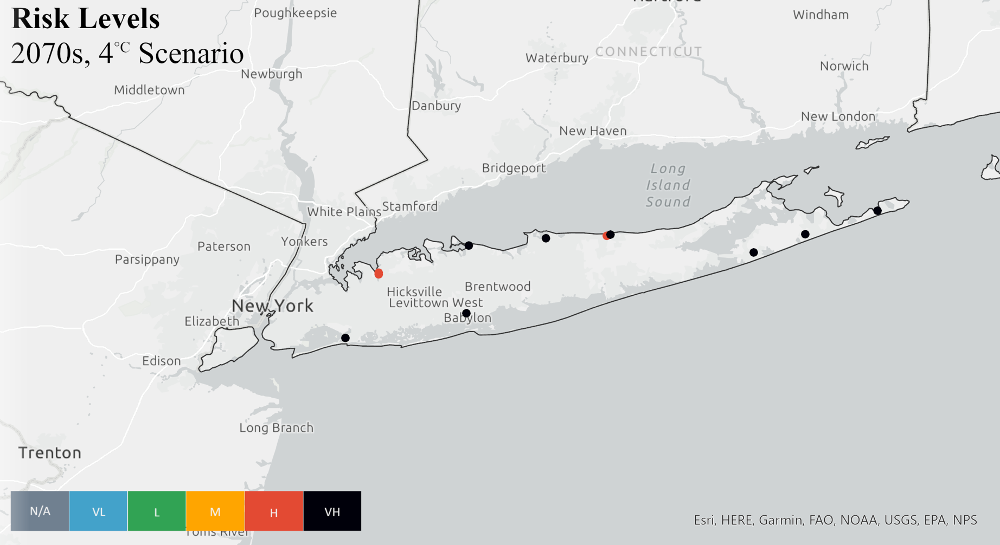 Risk Levels
2070s, 4°C Scenario
Poughkeepsie
Windham
CONNECTICUT
Waterbury
Norwich
Newburgh
Middletown
Danbury
New London
New Haven
Bridgeport
Long
Island
Sound
White Plains
Stamford
Yonkers
Paterson
Parsippany
Hicksville
Brentwood
Levittown
West
Babylon
New York
Elizabeth
Edison
Long Branch
Trenton
N/A
VL
L
M
H
VH
Toms River
Esri, HERE, Garmin, FAO, NOAA, USGS, EPA, NPS